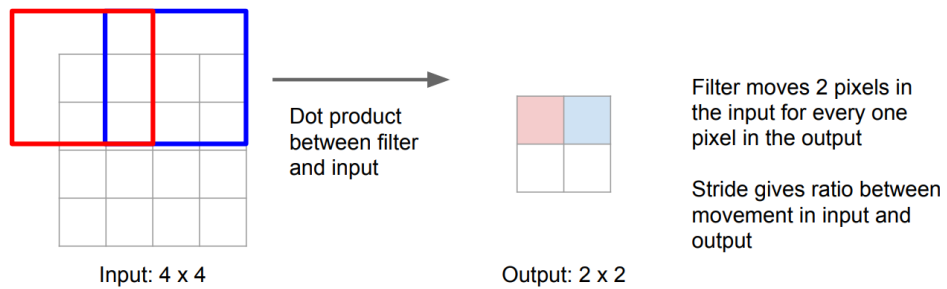 Dot product
between filter
and input
Filter moves 2 pixels in
the input for every one
pixel in the output
Stride gives ratio between
movement in input and
output
Input: 4 x 4
Output: 2 x 2